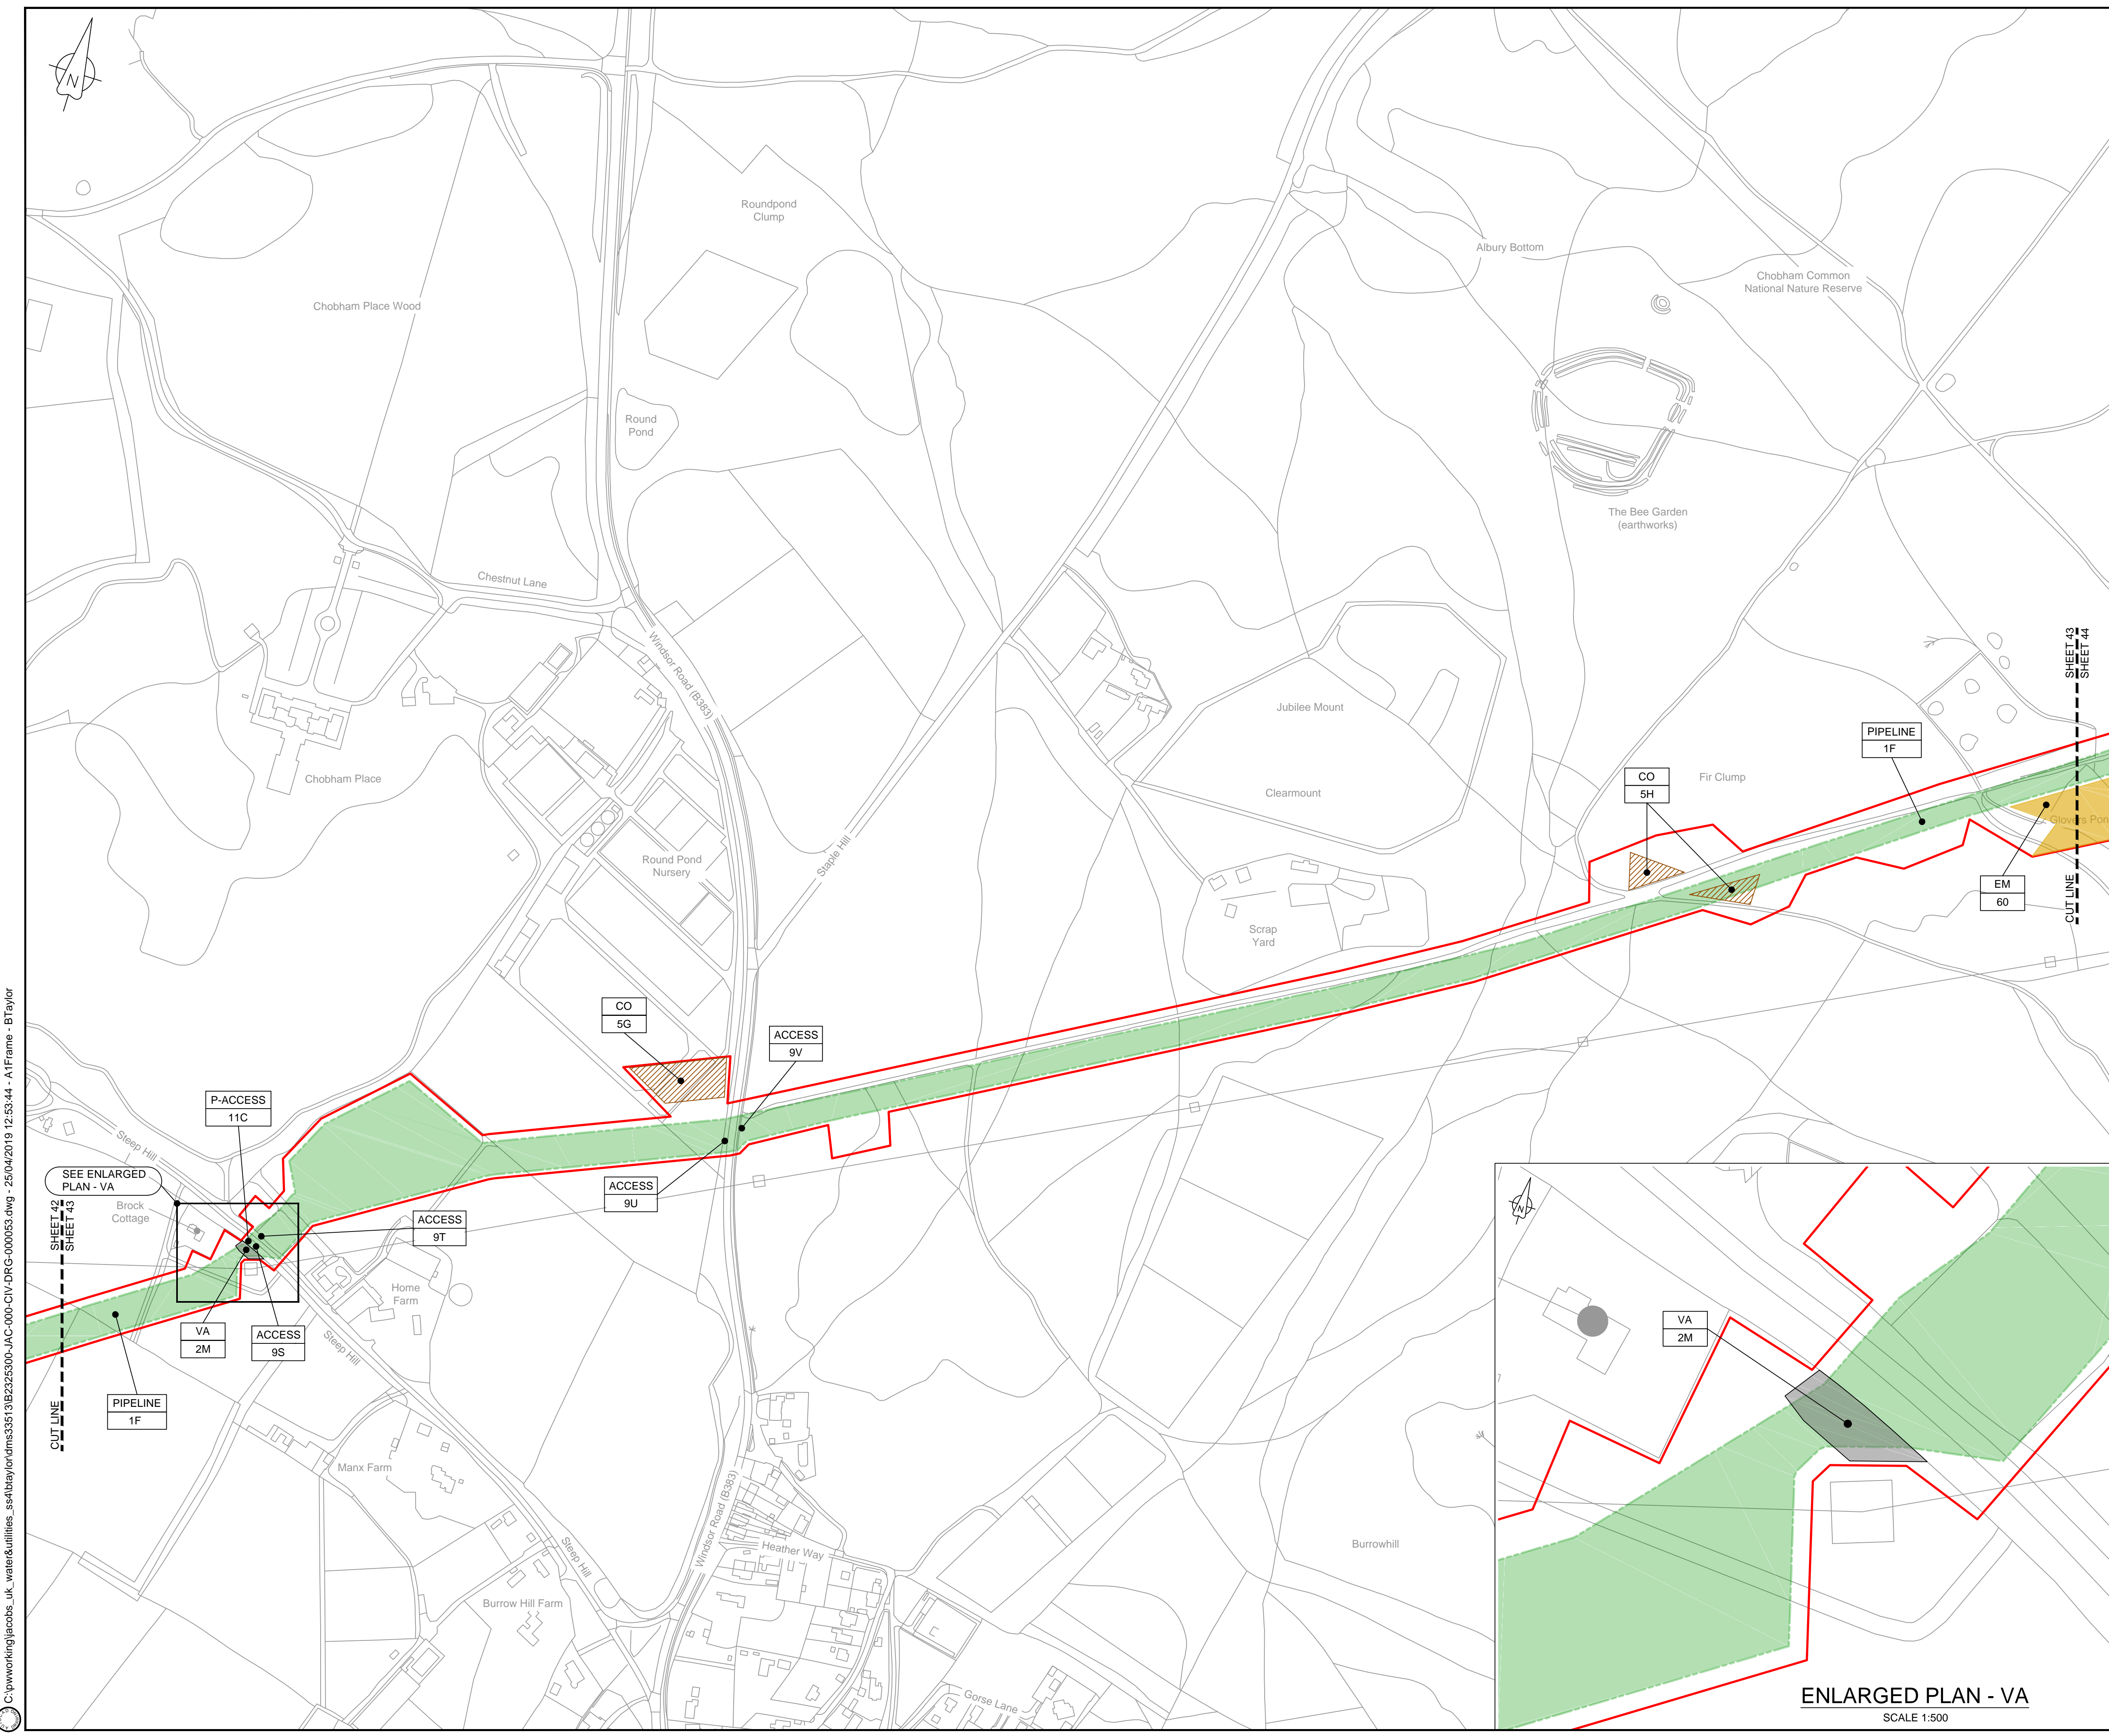 N
Roundpond
Clump
Albury Bottom
Chobham Common
National Nature Reserve
Chobham Place Wood
Round
Pond
The Bee Garden
(earthworks)
Chestnut Lane
Windsor Road (B383)
SHEET 43
SHEET 44
CUT LINE
Jubilee Mount
PIPELINE
1F
Chobham Place
CO
5H
Fir Clump
Clearmount
Glovers Pon
Round Pond
Nursery
Staple Hill
EM
60
Scrap
Yard
CO
5G
ACCESS
9V
P-ACCESS
11C
Steep Hill
SEE ENLARGED
PLAN - VA
SHEET 42
SHEET 43
CUT LINE
Brock
Cottage
ACCESS
9U
ACCESS
9T
Home
Farm
VA
2M
ACCESS
9S
Steep Hill
PIPELINE
1F
Manx Farm
Steep Hill
Windsor Road (B383)
Heather Way
Burrow Hill Farm
Gorse Lane
Burrowhill
N
VA
2M
ENLARGED PLAN - VA
SCALE 1:500
C:\pwworking\jacobs_uk_water&utilities_ss4\btaylor\dms33513\B2325300-JAC-000-CIV-DRG-000053.dwg - 25/04/2019 12:53:44 - A1Frame - BTaylor